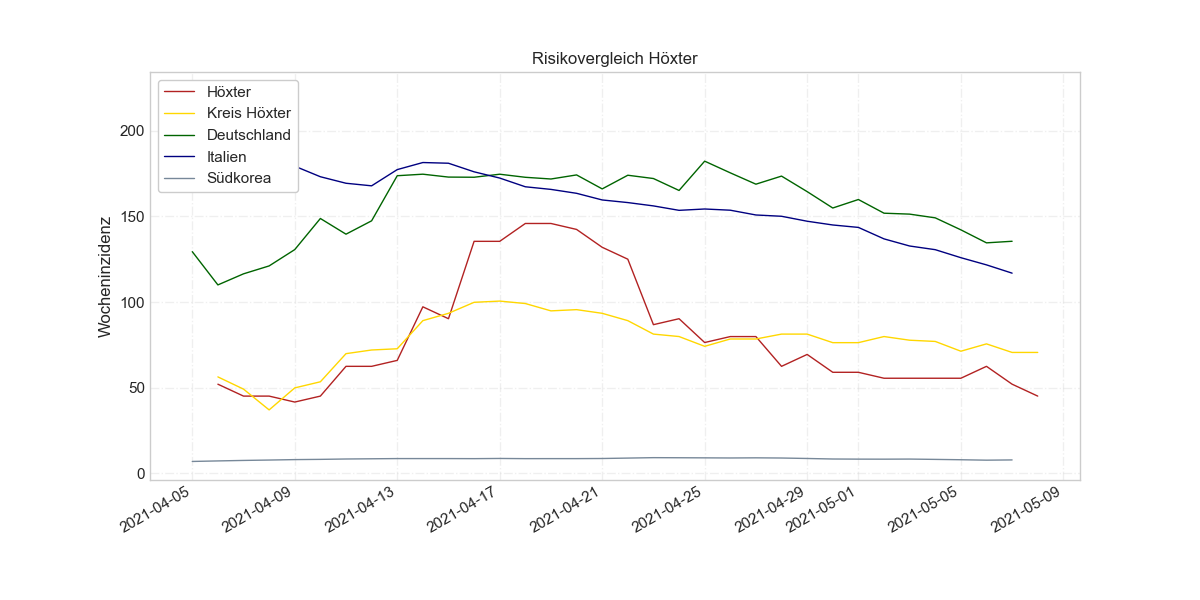 Risikovergleich Höxter
Höxter
Kreis Höxter
Deutschland
Italien
Südkorea
Wocheninzidenz
200
150
100
50
0
2021-04-05
2021-04-09
2021-04-13
2021-04-17
2021-04-21
2021-04-25
2021-04-29
2021-05-01
2021-05-05
2021-05-09